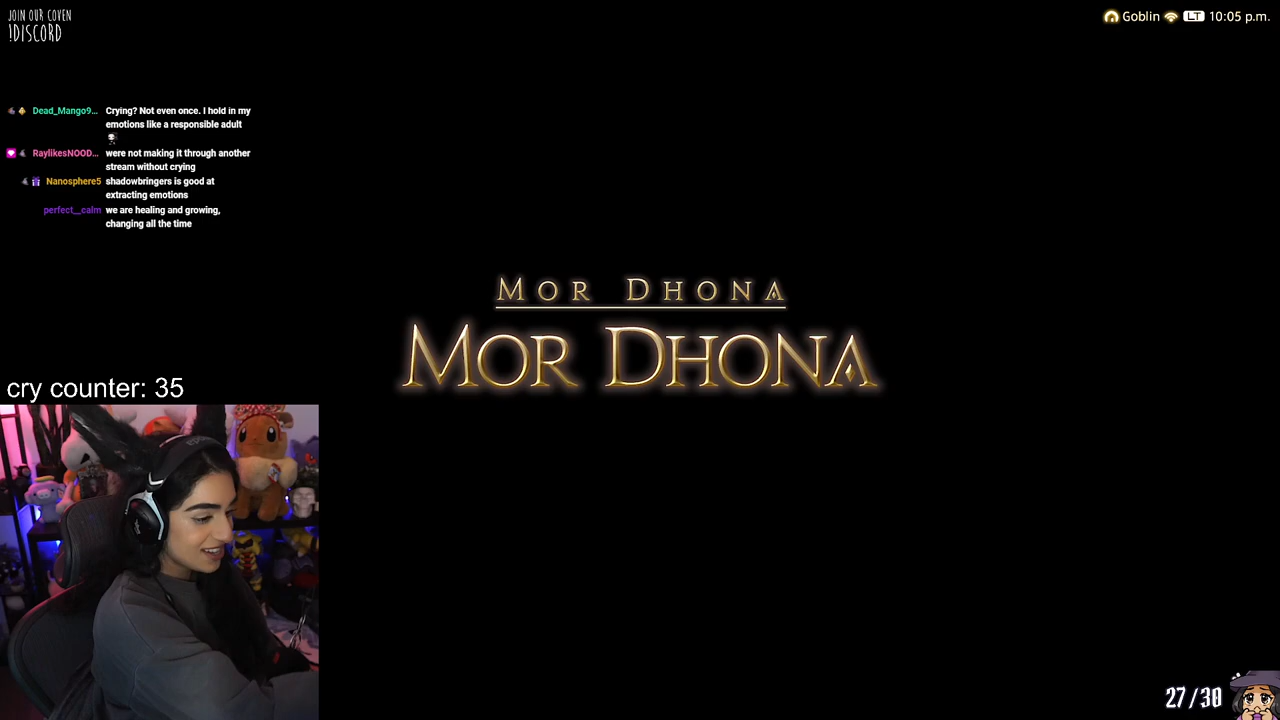 JOIN OUR COVEN
!DISCORD
Goblin LT 10:05 p.m.
Dead_Mango9... Crying? Not even once. I hold in my
emotions like a responsible adult
RaylikesNOOD... were not making it through another
stream without crying
Nanosphere5 shadowbringers is good at
extracting emotions
perfect__calm we are healing and growing,
changing all the time
MOR DHONA
MOR DHONA
cry counter: 35
27/30